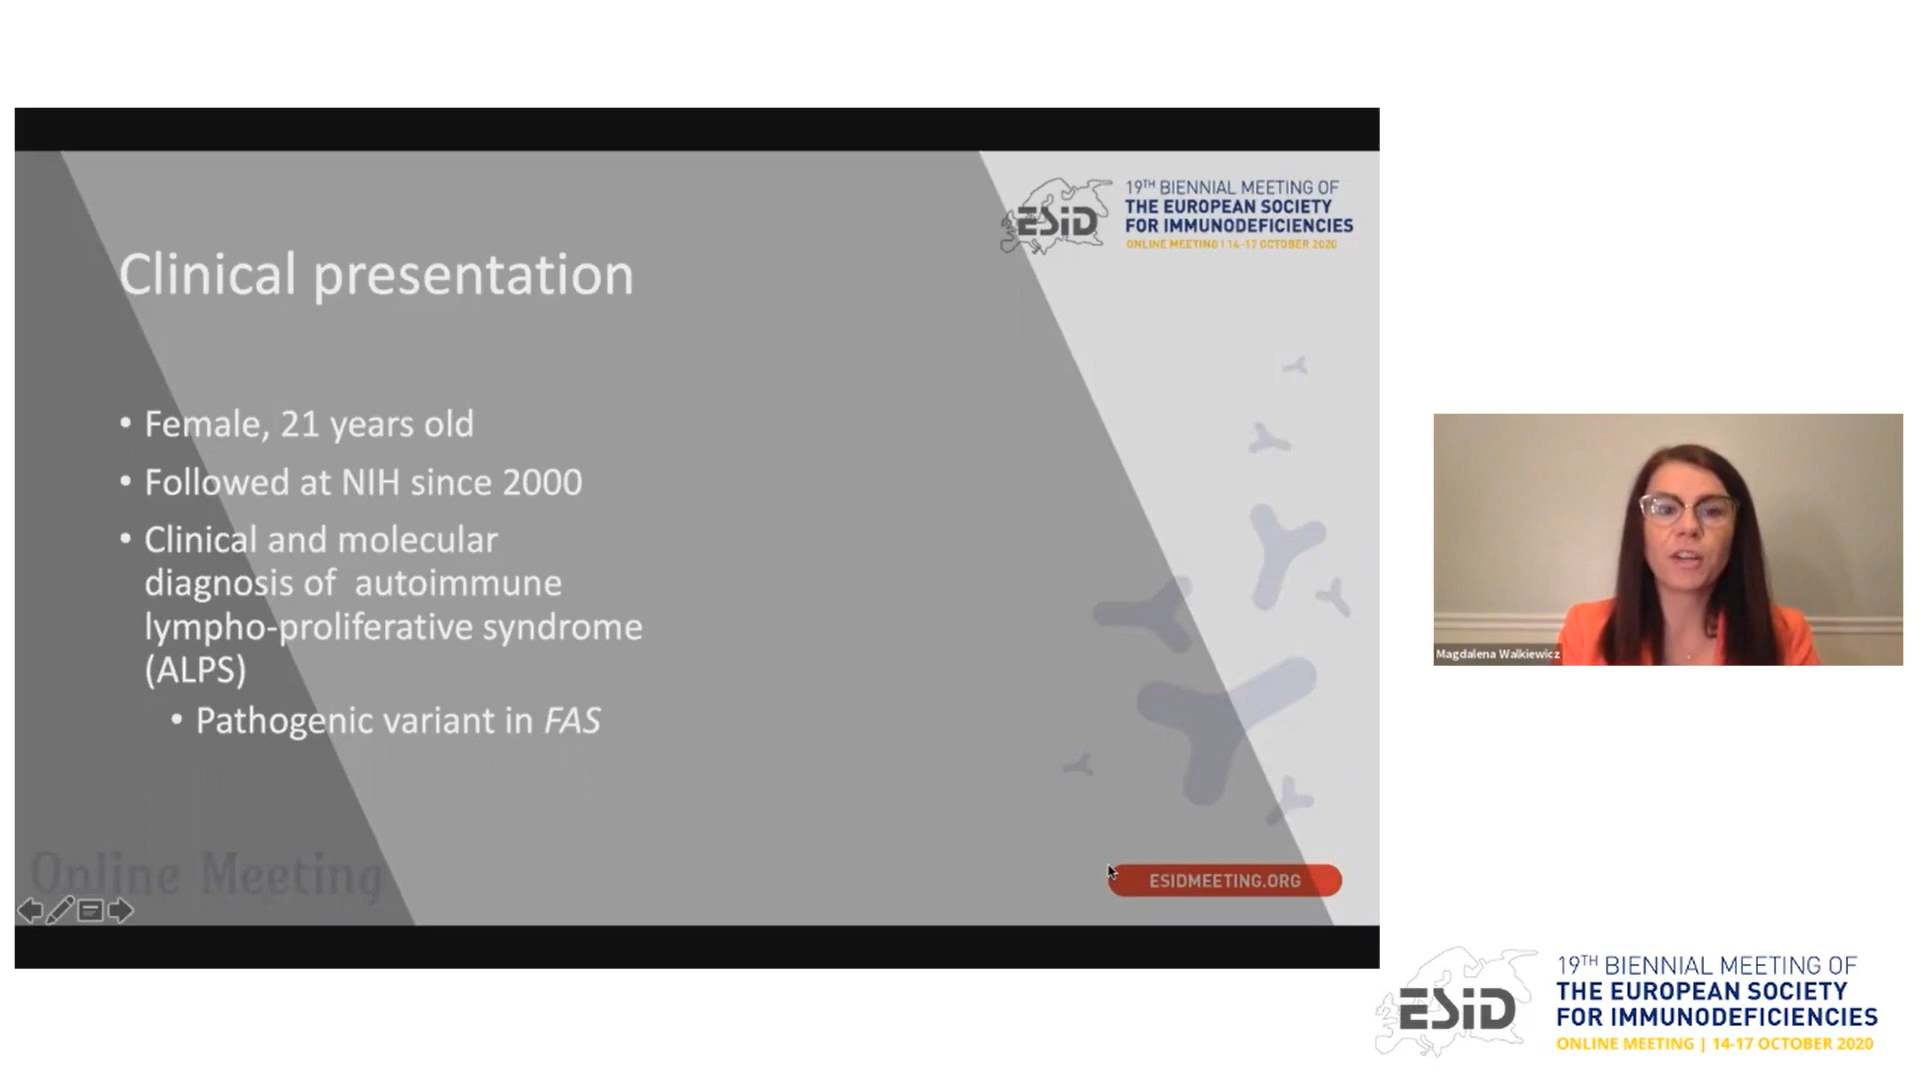 19TH BIENNIAL MEETING OF
ESiD
THE EUROPEAN SOCIETY
FOR IMMUNODEFICIENCIES
ONLINE MEETING | 14-17 OCTOBER 2020
Clinical presentation
• Female, 21 years old
• Followed at NIH since 2000
• Clinical and molecular
diagnosis of autoimmune
lympho-proliferative syndrome
(ALPS)
• Pathogenic variant in FAS
Online Meeting
ESIDMEETING.ORG
Magdalena Walkiewicz
19TH BIENNIAL MEETING OF
ESiD
THE EUROPEAN SOCIETY
FOR IMMUNODEFICIENCIES
ONLINE MEETING | 14-17 OCTOBER 2020